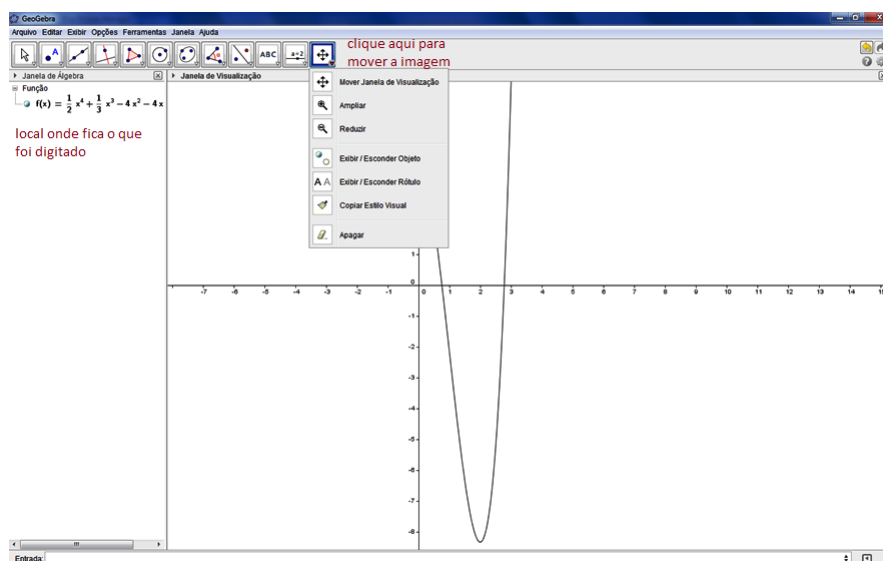 GeoGebra
Arquivo Editar Exibir Opções Ferramentas Janela Ajuda
ABC
a=2
clique aqui para
mover a imagem
Janela de Álgebra
Janela de Visualização
Função
f(x) = 1/2 x⁴ + 1/3 x³ − 4 x² − 4 x
local onde fica o que
foi digitado
Mover Janela de Visualização
Ampliar
Reduzir
Exibir / Esconder Objeto
AA Exibir / Esconder Rótulo
Copiar Estilo Visual
Apagar
1
0
-7 -6 -5 -4 -3 -2 -1 0 1 2 3 4 5 6 7 8 9 10 11 12 13 14 15
-1
-2
-3
-4
-5
-6
-7
-8
Entrada: